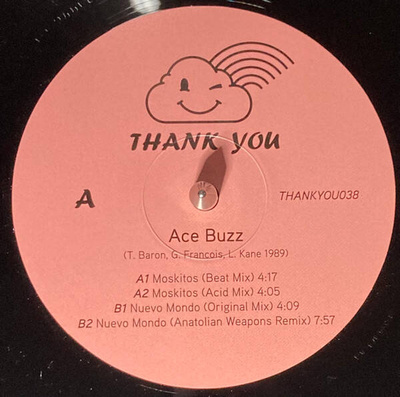 THANK YOU
A
THANKYOU038
Ace Buzz
(T. Baron, G. Francois, L. Kane 1989)
A1 Moskitos (Beat Mix) 4:17
A2 Moskitos (Acid Mix) 4:05
B1 Nuevo Mondo (Original Mix) 4:09
B2 Nuevo Mondo (Anatolian Weapons Remix) 7:57